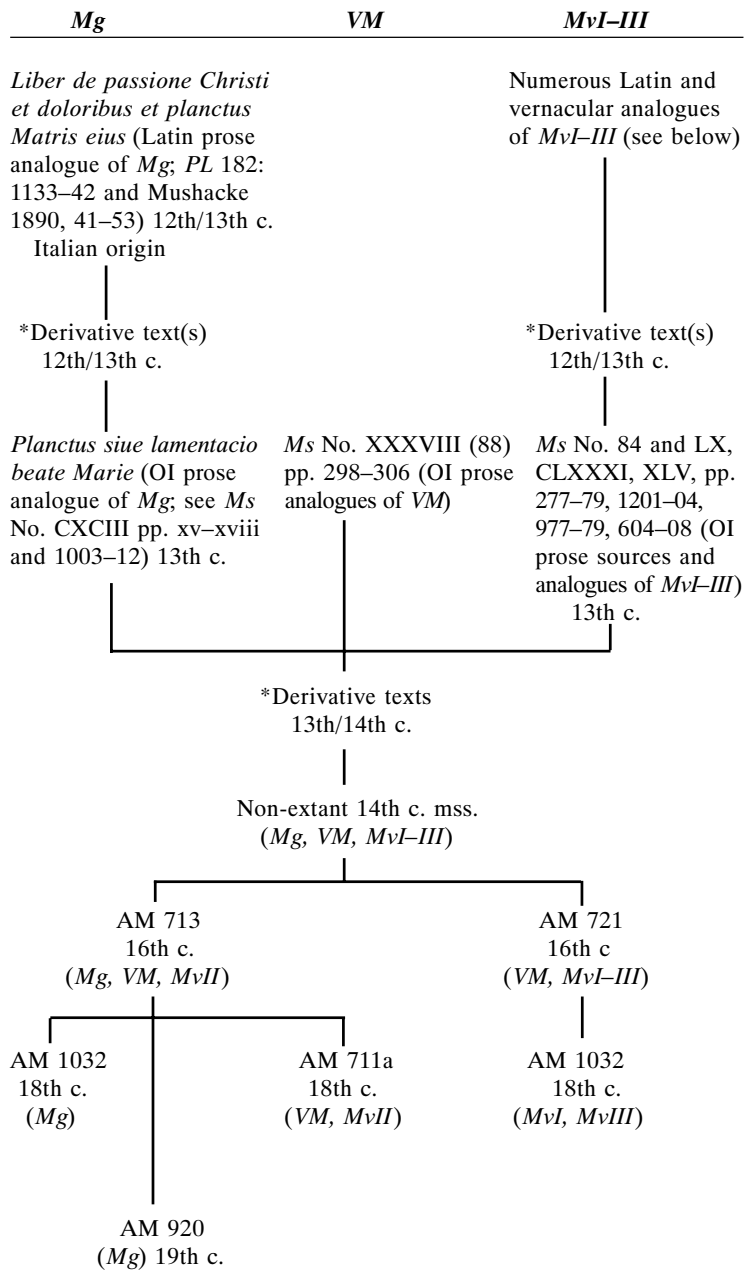 Mg VM MvI–III
Liber de passione Christi
et doloribus et planctus
Matris eius (Latin prose
analogue of Mg; PL 182:
1133–42 and Mushacke
1890, 41–53) 12th/13th c.
Italian origin
Numerous Latin and
vernacular analogues
of MvI–III (see below)
*Derivative text(s)
12th/13th c.
*Derivative text(s)
12th/13th c.
Planctus siue lamentacio
beate Marie (OI prose
analogue of Mg; see Ms
No. CXCIII pp. xv–xviii
and 1003–12) 13th c.
Ms No. XXXVIII (88)
pp. 298–306 (OI prose
analogues of VM)
Ms No. 84 and LX,
CLXXXI, XLV, pp.
277–79, 1201–04,
977–79, 604–08 (OI
prose sources and
analogues of MvI–III)
13th c.
*Derivative texts
13th/14th c.
Non-extant 14th c. mss.
(Mg, VM, MvI–III)
AM 713
16th c.
(Mg, VM, MvII)
AM 721
16th c
(VM, MvI–III)
AM 1032
18th c.
(Mg)
AM 711a
18th c.
(VM, MvII)
AM 1032
18th c.
(MvI, MvIII)
AM 920
(Mg) 19th c.